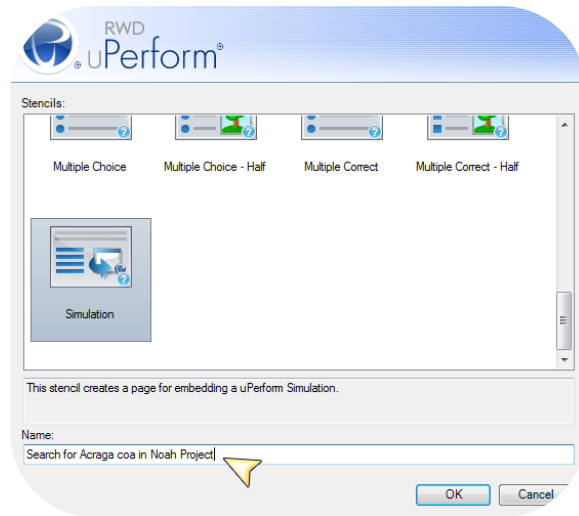 RWD
uPerform®
Stencils:
Multiple Choice
Multiple Choice - Half
Multiple Correct
Multiple Correct - Half
Simulation
This stencil creates a page for embedding a uPerform Simulation.
Name:
Search for Acraga coa in Noah Project
OK
Cancel